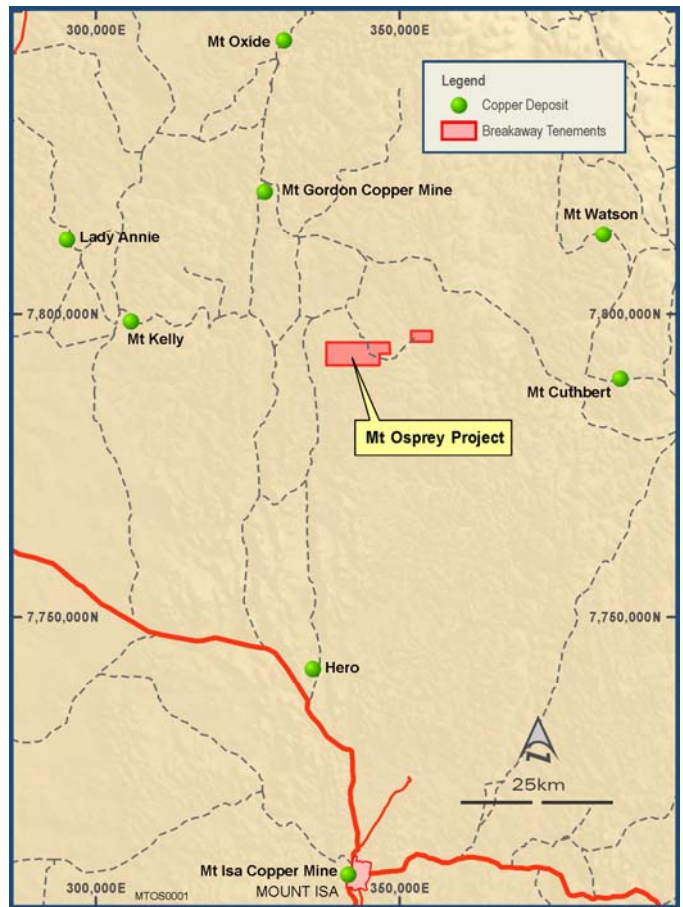 300,000E
350,000E
Mt Oxide
Legend
Copper Deposit
Breakaway Tenements
Mt Gordon Copper Mine
Mt Watson
Lady Annie
7,800,000N
7,800,000N
Mt Kelly
Mt Cuthbert
Mt Osprey Project
7,750,000N
7,750,000N
Hero
N
25km
Mt Isa Copper Mine
MOUNT ISA
300,000E
MTOS0001
350,000E